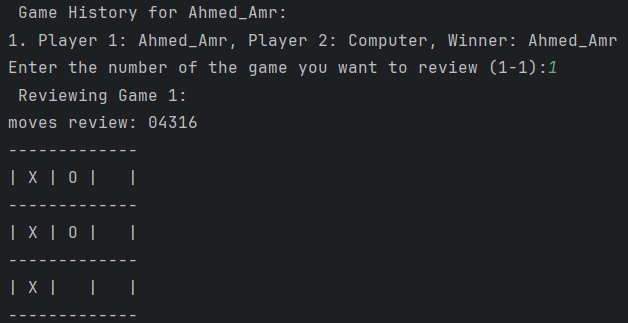 Game History for Ahmed_Amr:
1. Player 1: Ahmed_Amr, Player 2: Computer, Winner: Ahmed_Amr
Enter the number of the game you want to review (1-1):1
Reviewing Game 1:
moves review: 04316
-------------
| X | O |   |
-------------
| X | O |   |
-------------
| X |   |   |
-------------